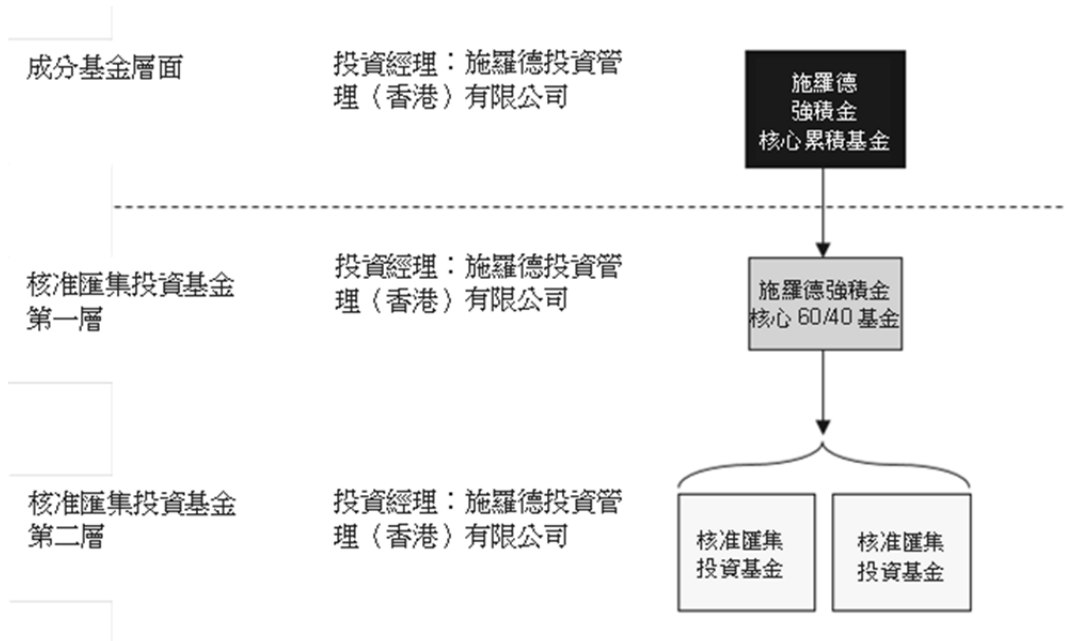 成分基金層面
投資經理：施羅德投資管
理（香港）有限公司
施羅德
強積金
核心累積基金
核准匯集投資基金
第一層
投資經理：施羅德投資管
理（香港）有限公司
施羅德強積金
核心 60/40 基金
核准匯集投資基金
第二層
投資經理：施羅德投資管
理（香港）有限公司
核准匯集
投資基金
核准匯集
投資基金